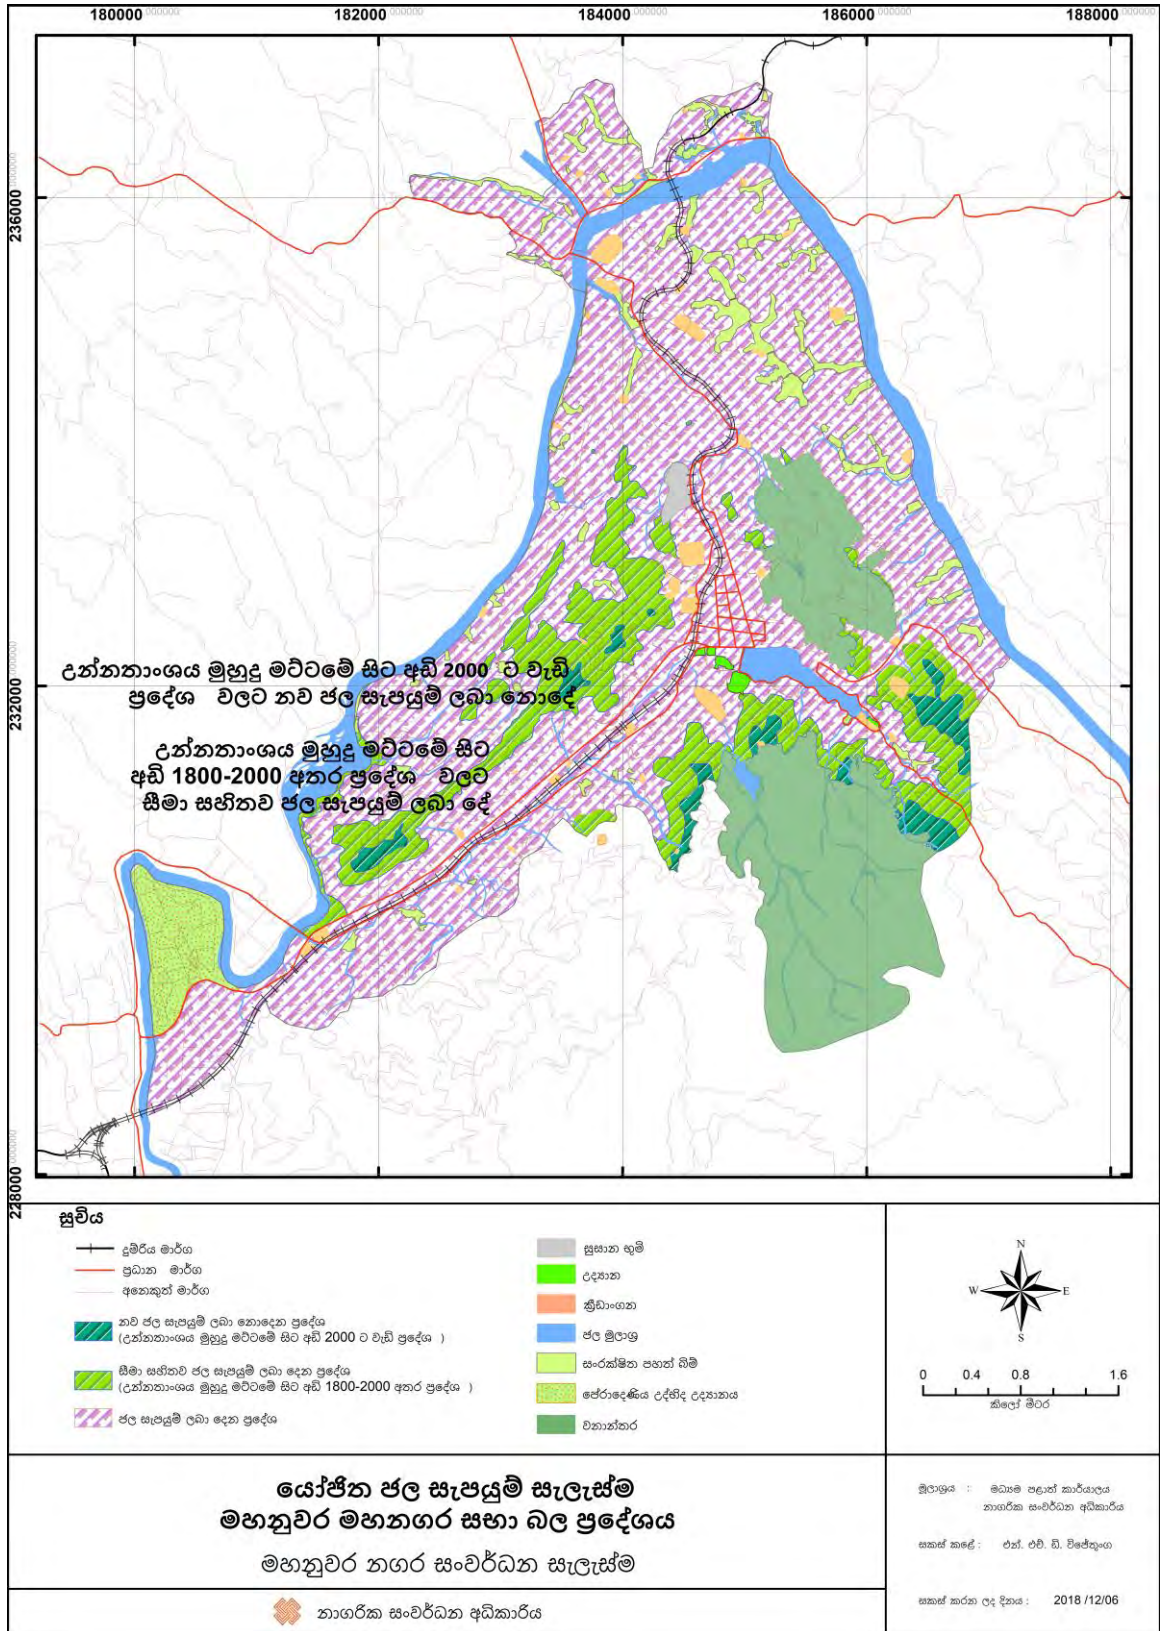 180000 182000 184000 186000 188000
236000
232000
228000
උන්නතාංශය මුහුදු මට්ටමේ සිට අඩි 2000 ට වැඩි
ප්‍රදේශ වලට නව ජල සැපයුම් ලබා නොදේ
උන්නතාංශය මුහුදු මට්ටමේ සිට
අඩි 1800-2000 අතර ප්‍රදේශ වලට
සීමා සහිතව ජල සැපයුම් ලබා දේ
සූචිය
දුම්රිය මාර්ග
ප්‍රධාන මාර්ග
අනෙකුත් මාර්ග
නව ජල සැපයුම් ලබා නොදෙන ප්‍රදේශ
(උන්නතාංශය මුහුදු මට්ටමේ සිට අඩි 2000 ට වැඩි ප්‍රදේශ )
සීමා සහිතව ජල සැපයුම් ලබා දෙන ප්‍රදේශ
(උන්නතාංශය මුහුදු මට්ටමේ සිට අඩි 1800-2000 අතර ප්‍රදේශ )
ජල සැපයුම් ලබා දෙන ප්‍රදේශ
සුසාන භූමි
උද්‍යාන
ක්‍රීඩාංගන
ජල මූලාශ්‍ර
සංරක්ෂිත පහත් බිම්
පේරාදෙණිය උද්භිද උද්‍යානය
වනාන්තර
N
W E
S
0 0.4 0.8 1.6
කිලෝ මීටර
යෝජිත ජල සැපයුම් සැලැස්ම
මහනුවර මහනගර සභා බල ප්‍රදේශය
මහනුවර නගර සංවර්ධන සැලැස්ම
නාගරික සංවර්ධන අධිකාරිය
මූලාශ්‍රය : මධ්‍යම පළාත් කාර්යාලය
නාගරික සංවර්ධන අධිකාරිය
සකස් කළේ : එන්. එච්. ඩී. විජේතුංග
සකස් කරන ලද දිනය : 2018 /12/06